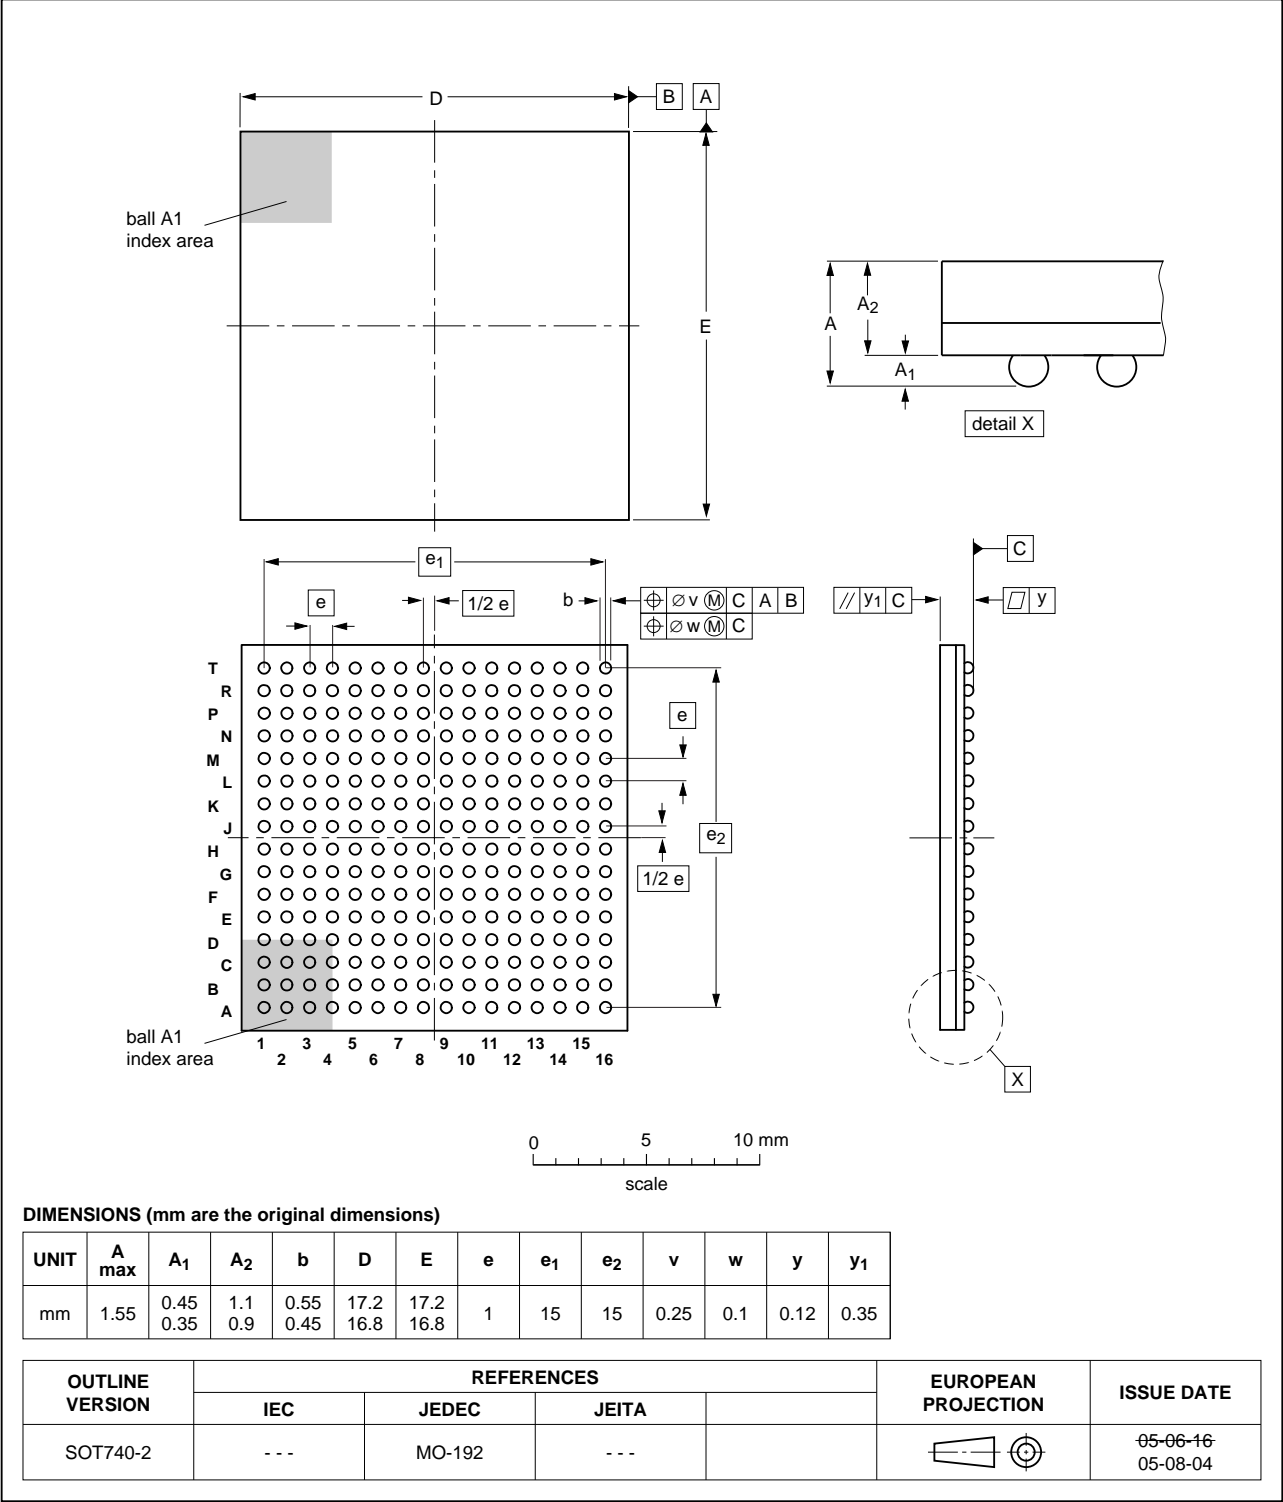 D
B
A
ball A1
index area
E
A
A2
A1
detail X
e1
e
1/2 e
b
⌖ ∅ v Ⓜ C A B
⌖ ∅ w Ⓜ C
// y1 C
C
▱ y
T
R
P
N
M
L
K
J
H
G
F
E
D
C
B
A
e
e2
1/2 e
ball A1
index area
1 3 5 7 9 11 13 15
2 4 6 8 10 12 14 16
X
0 5 10 mm
scale
DIMENSIONS (mm are the original dimensions)
UNIT A max A1 A2 b D E e e1 e2 v w y y1
mm 1.55 0.45 0.35 1.1 0.9 0.55 0.45 17.2 16.8 17.2 16.8 1 15 15 0.25 0.1 0.12 0.35
OUTLINE VERSION
REFERENCES
IEC JEDEC JEITA
EUROPEAN PROJECTION
ISSUE DATE
SOT740-2
- - -
MO-192
- - -
05-06-16
05-08-04